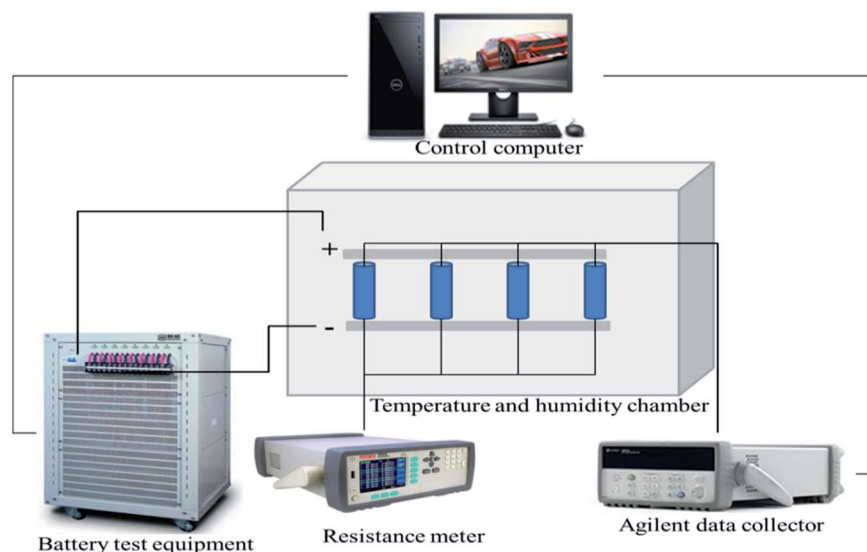 Control computer
+
-
Temperature and humidity chamber
Battery test equipment
Resistance meter
Agilent data collector